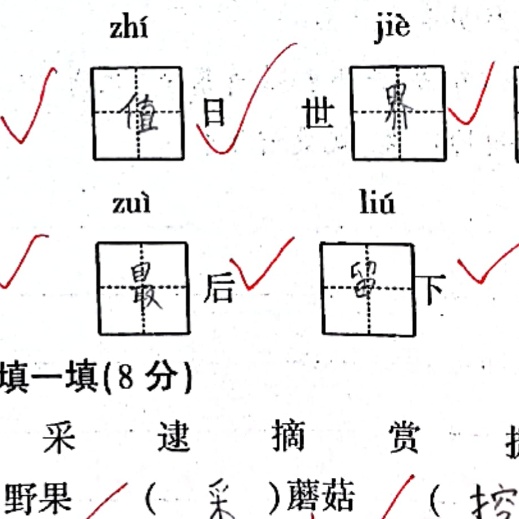 zhí jiè
值 日 世 界
zuì liú
最 后 留 下
填一填(8分)
采 逮 摘 赏
野果 ( 采 )蘑菇 ( 挖